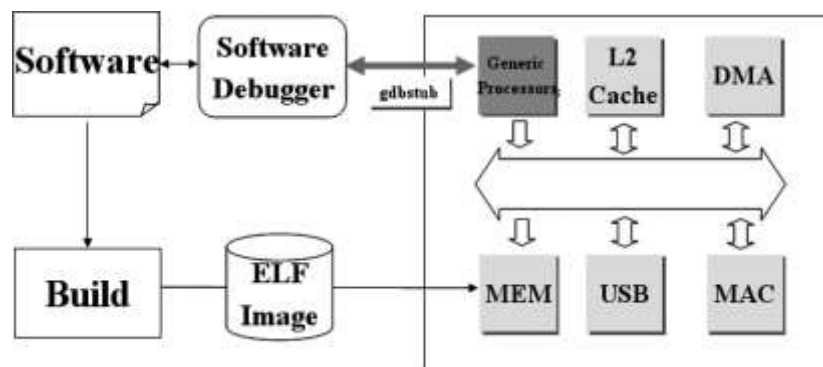 Software
Software
Debugger
gdbstub
Generic
Processors
L2
Cache
DMA
Build
ELF
Image
MEM
USB
MAC